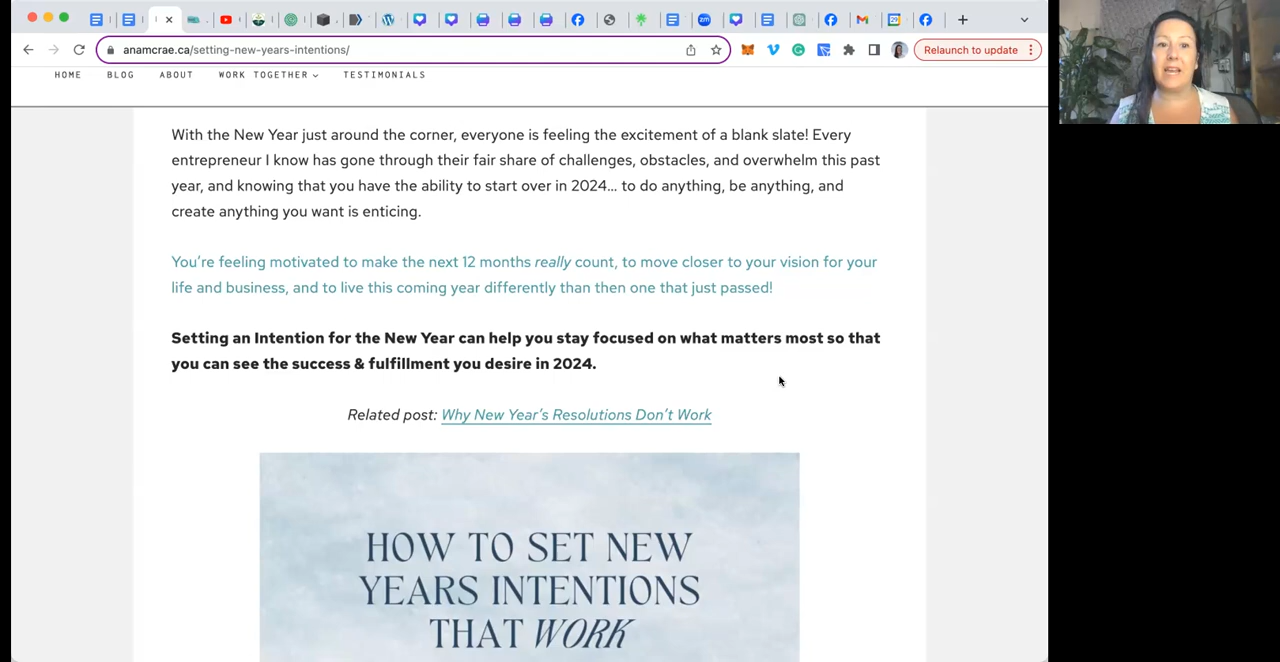 anamcrae.ca/setting-new-years-intentions/
Relaunch to update
HOME BLOG ABOUT WORK TOGETHER TESTIMONIALS
With the New Year just around the corner, everyone is feeling the excitement of a blank slate! Every
entrepreneur I know has gone through their fair share of challenges, obstacles, and overwhelm this past
year, and knowing that you have the ability to start over in 2024... to do anything, be anything, and
create anything you want is enticing.
You're feeling motivated to make the next 12 months really count, to move closer to your vision for your
life and business, and to live this coming year differently than then one that just passed!
Setting an Intention for the New Year can help you stay focused on what matters most so that
you can see the success & fulfillment you desire in 2024.
Related post: Why New Year's Resolutions Don't Work
HOW TO SET NEW
YEARS INTENTIONS
THAT WORK